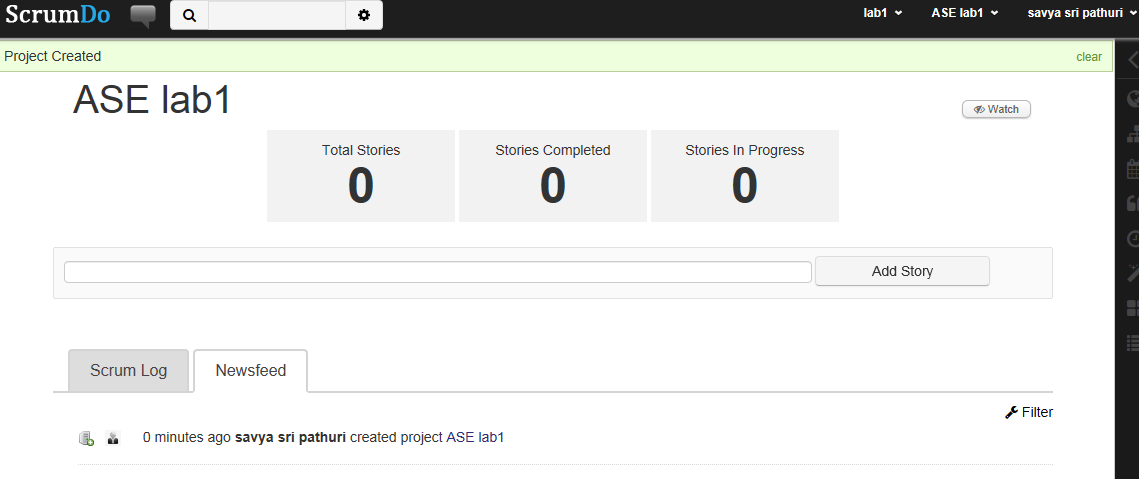 ScrumDo lab1 ASE lab1 savya sri pathuri
Project Created clear
ASE lab1
Watch
Total Stories Stories Completed Stories In Progress
0 0 0
Add Story
Scrum Log Newsfeed
Filter
0 minutes ago savya sri pathuri created project ASE lab1